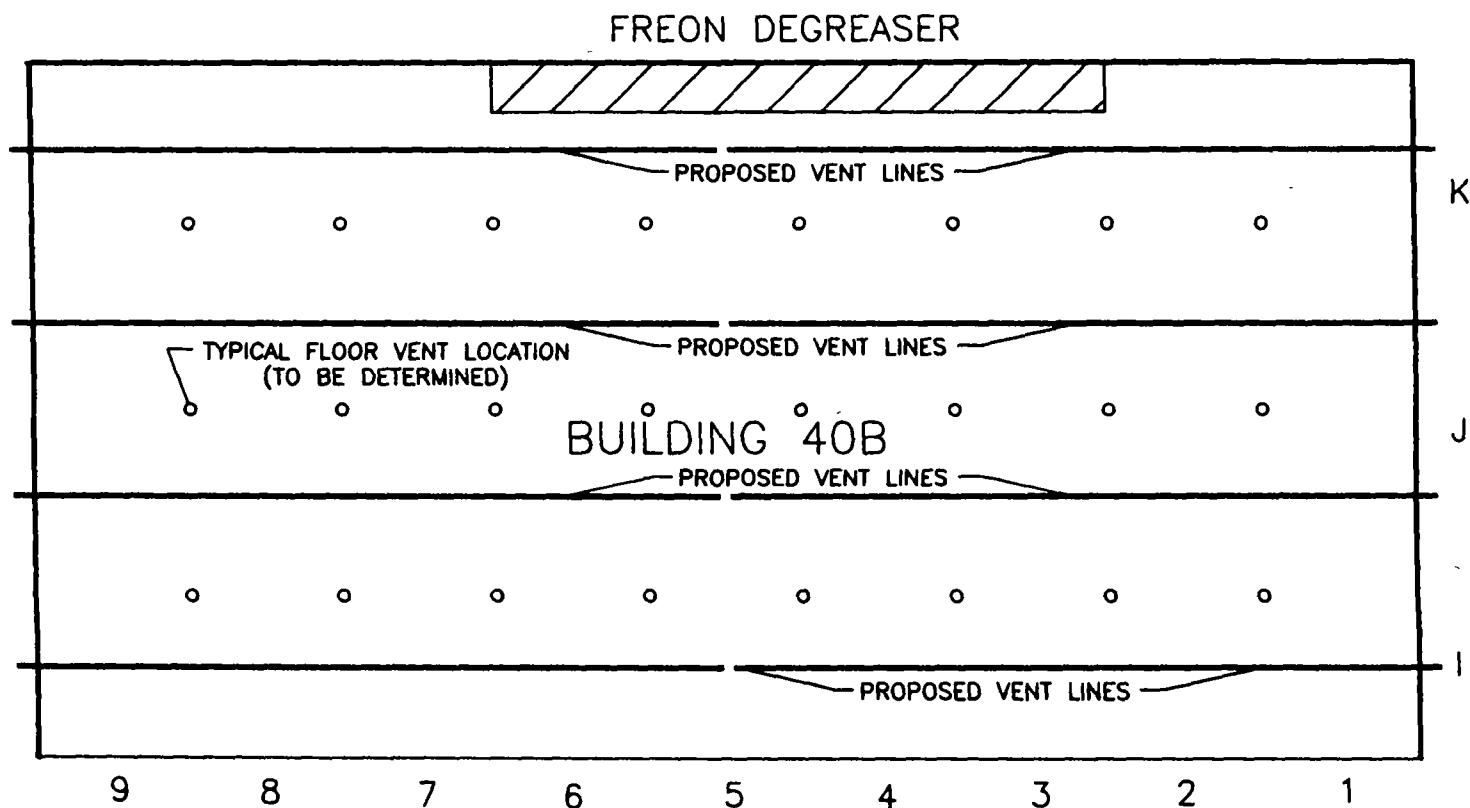 FREON DEGREASER
PROPOSED VENT LINES
K
PROPOSED VENT LINES
TYPICAL FLOOR VENT LOCATION
(TO BE DETERMINED)
J
BUILDING 40B
PROPOSED VENT LINES
I
PROPOSED VENT LINES
9 8 7 6 5 4 3 2 1